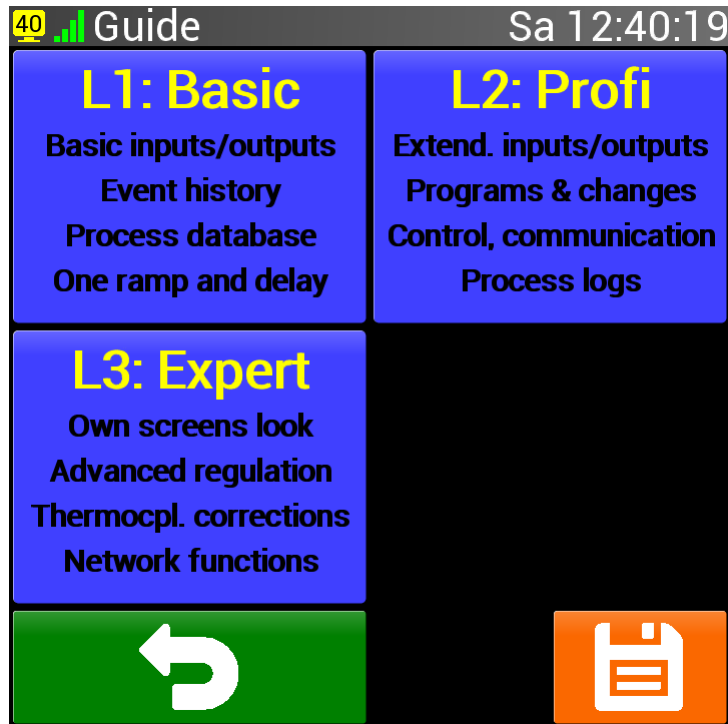 40 Guide Sa 12:40:19
L1: Basic
Basic inputs/outputs
Event history
Process database
One ramp and delay
L2: Profi
Extend. inputs/outputs
Programs & changes
Control, communication
Process logs
L3: Expert
Own screens look
Advanced regulation
Thermocpl. corrections
Network functions